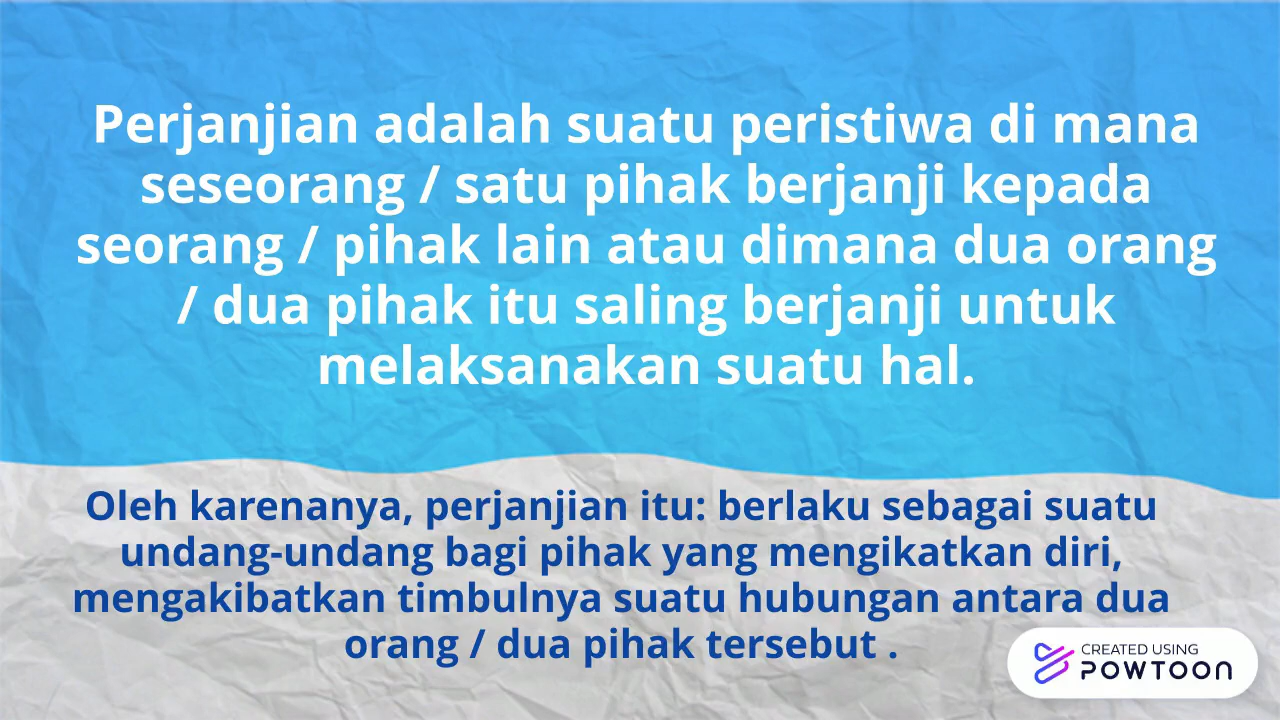 Perjanjian adalah suatu peristiwa di mana
seseorang / satu pihak berjanji kepada
seorang / pihak lain atau dimana dua orang
/ dua pihak itu saling berjanji untuk
melaksanakan suatu hal.
Oleh karenanya, perjanjian itu: berlaku sebagai suatu
undang-undang bagi pihak yang mengikatkan diri,
mengakibatkan timbulnya suatu hubungan antara dua
orang / dua pihak tersebut .
CREATED USING
POWTOON